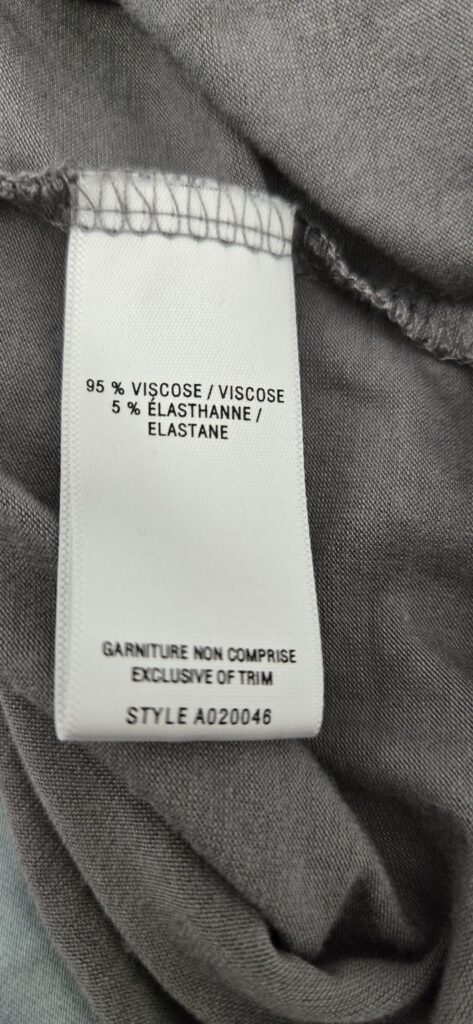 95 % VISCOSE / VISCOSE
5 % ÉLASTHANNE /
ELASTANE
GARNITURE NON COMPRISE
EXCLUSIVE OF TRIM
STYLE A020046